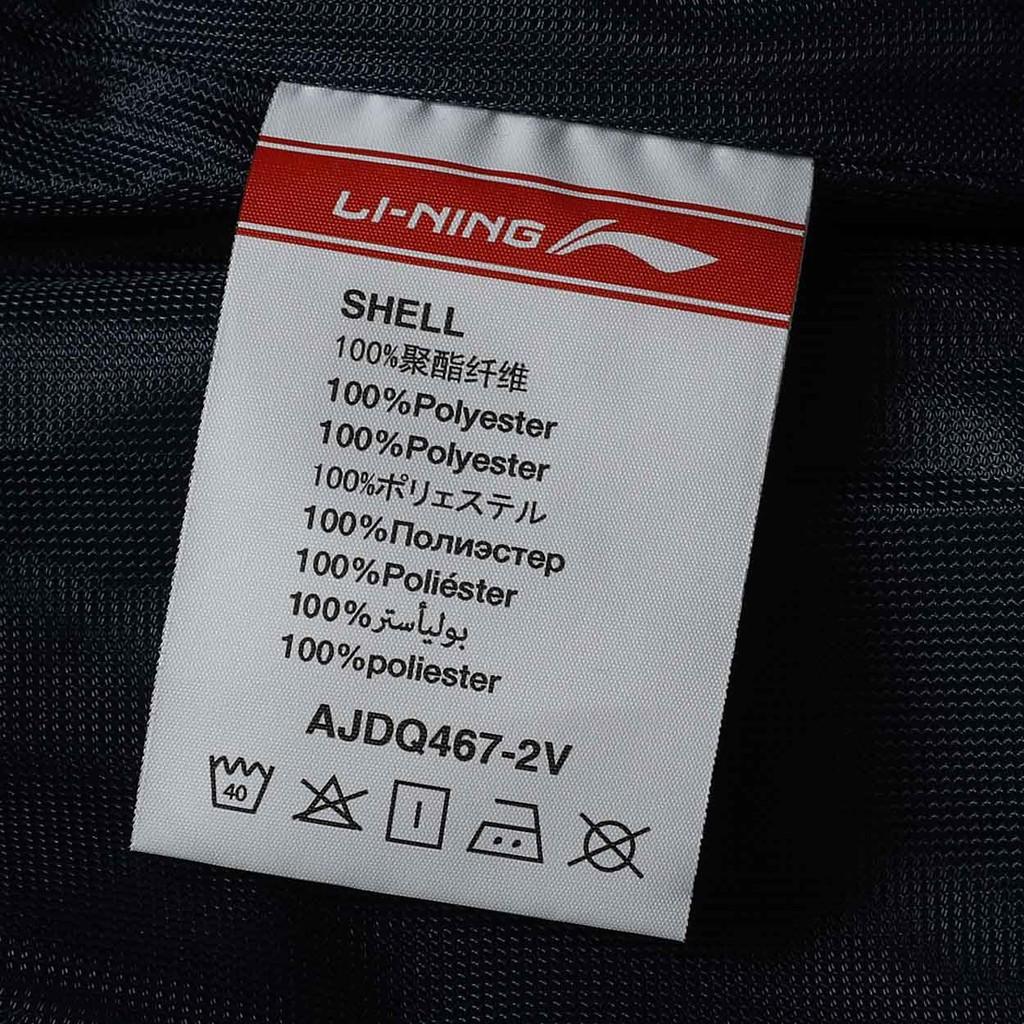 LI-NING
SHELL
100%聚酯纤维
100%Polyester
100%Polyester
100%ポリェステル
100%Полиэстер
100%Poliéster
100%بوليأستر
100%poliester
AJDQ467-2V
40